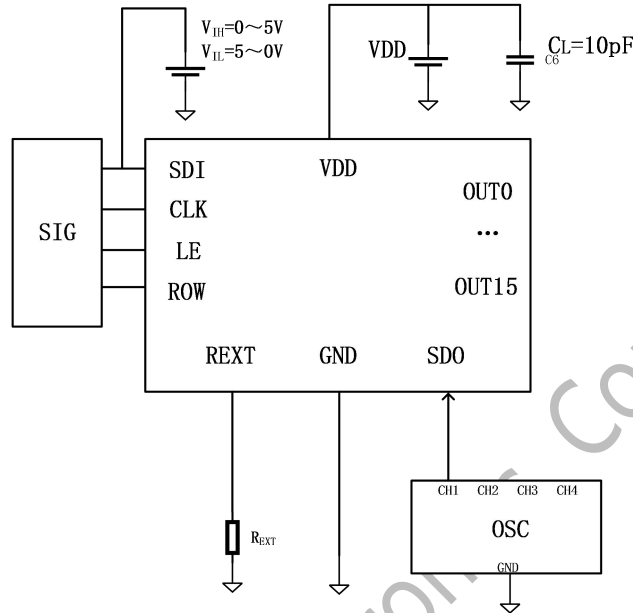 VIH=0～5V
VIL=5～0V
VDD
CL=10pF
C6
SIG
SDI
CLK
LE
ROW
VDD
OUT0
...
OUT15
REXT
GND
SDO
CH1 CH2 CH3 CH4
OSC
GND
REXT